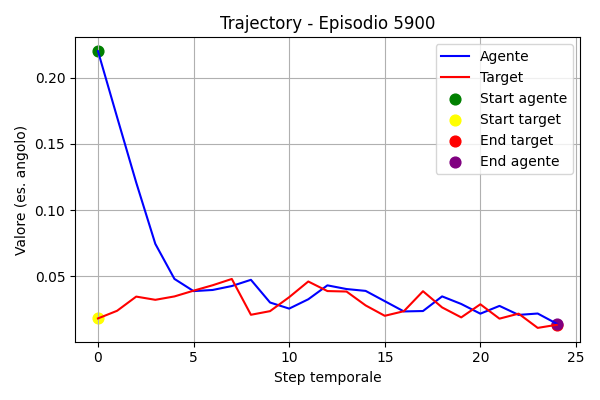 Trajectory - Episodio 5900
Valore (es. angolo)
0.20
0.15
0.10
0.05
Agente
Target
Start agente
Start target
End target
End agente
0 5 10 15 20 25
Step temporale